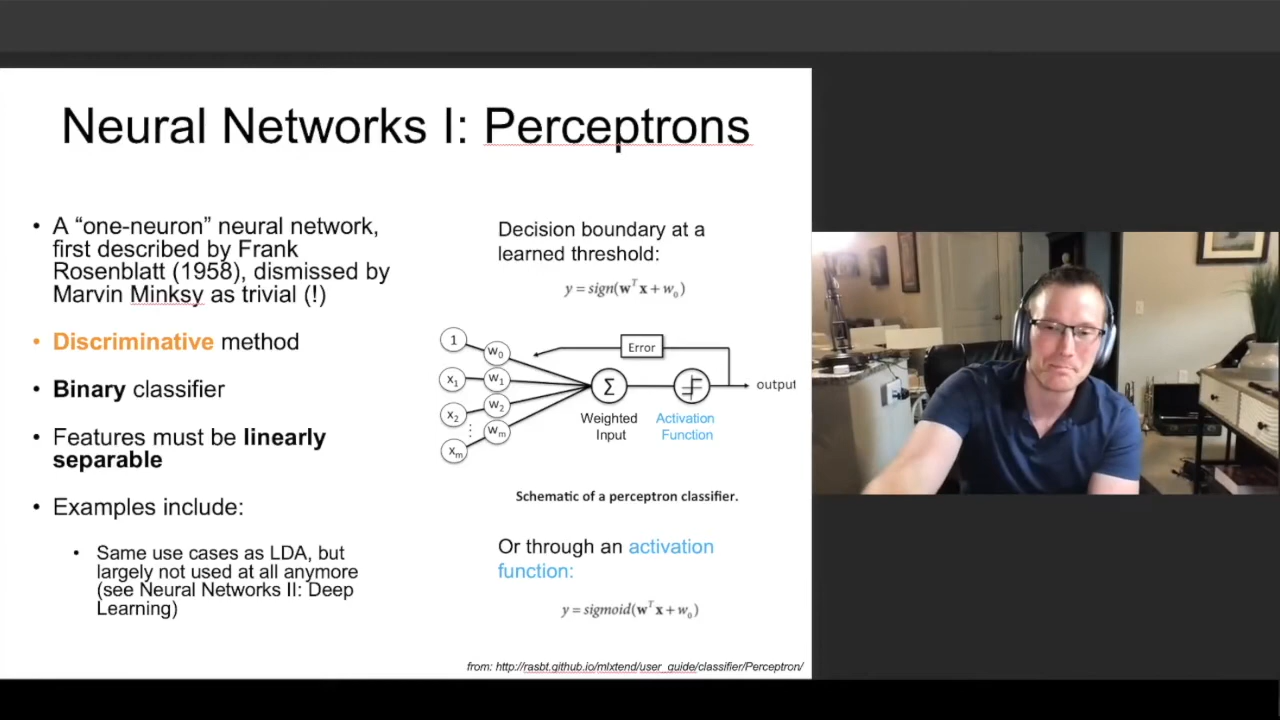 Neural Networks I: Perceptrons
• A “one-neuron” neural network,
first described by Frank
Rosenblatt (1958), dismissed by
Marvin Minksy as trivial (!)
• Discriminative method
• Binary classifier
• Features must be linearly
separable
• Examples include:
• Same use cases as LDA, but
largely not used at all anymore
(see Neural Networks II: Deep
Learning)
Decision boundary at a
learned threshold:
y = sign(wᵀx + w₀)
1
w₀
x₁
w₁
x₂
w₂
⋮
xₘ
wₘ
Error
Σ
output
Weighted
Input
Activation
Function
Schematic of a perceptron classifier.
Or through an activation
function:
y = sigmoid(wᵀx + w₀)
from: http://rasbt.github.io/mlxtend/user_guide/classifier/Perceptron/